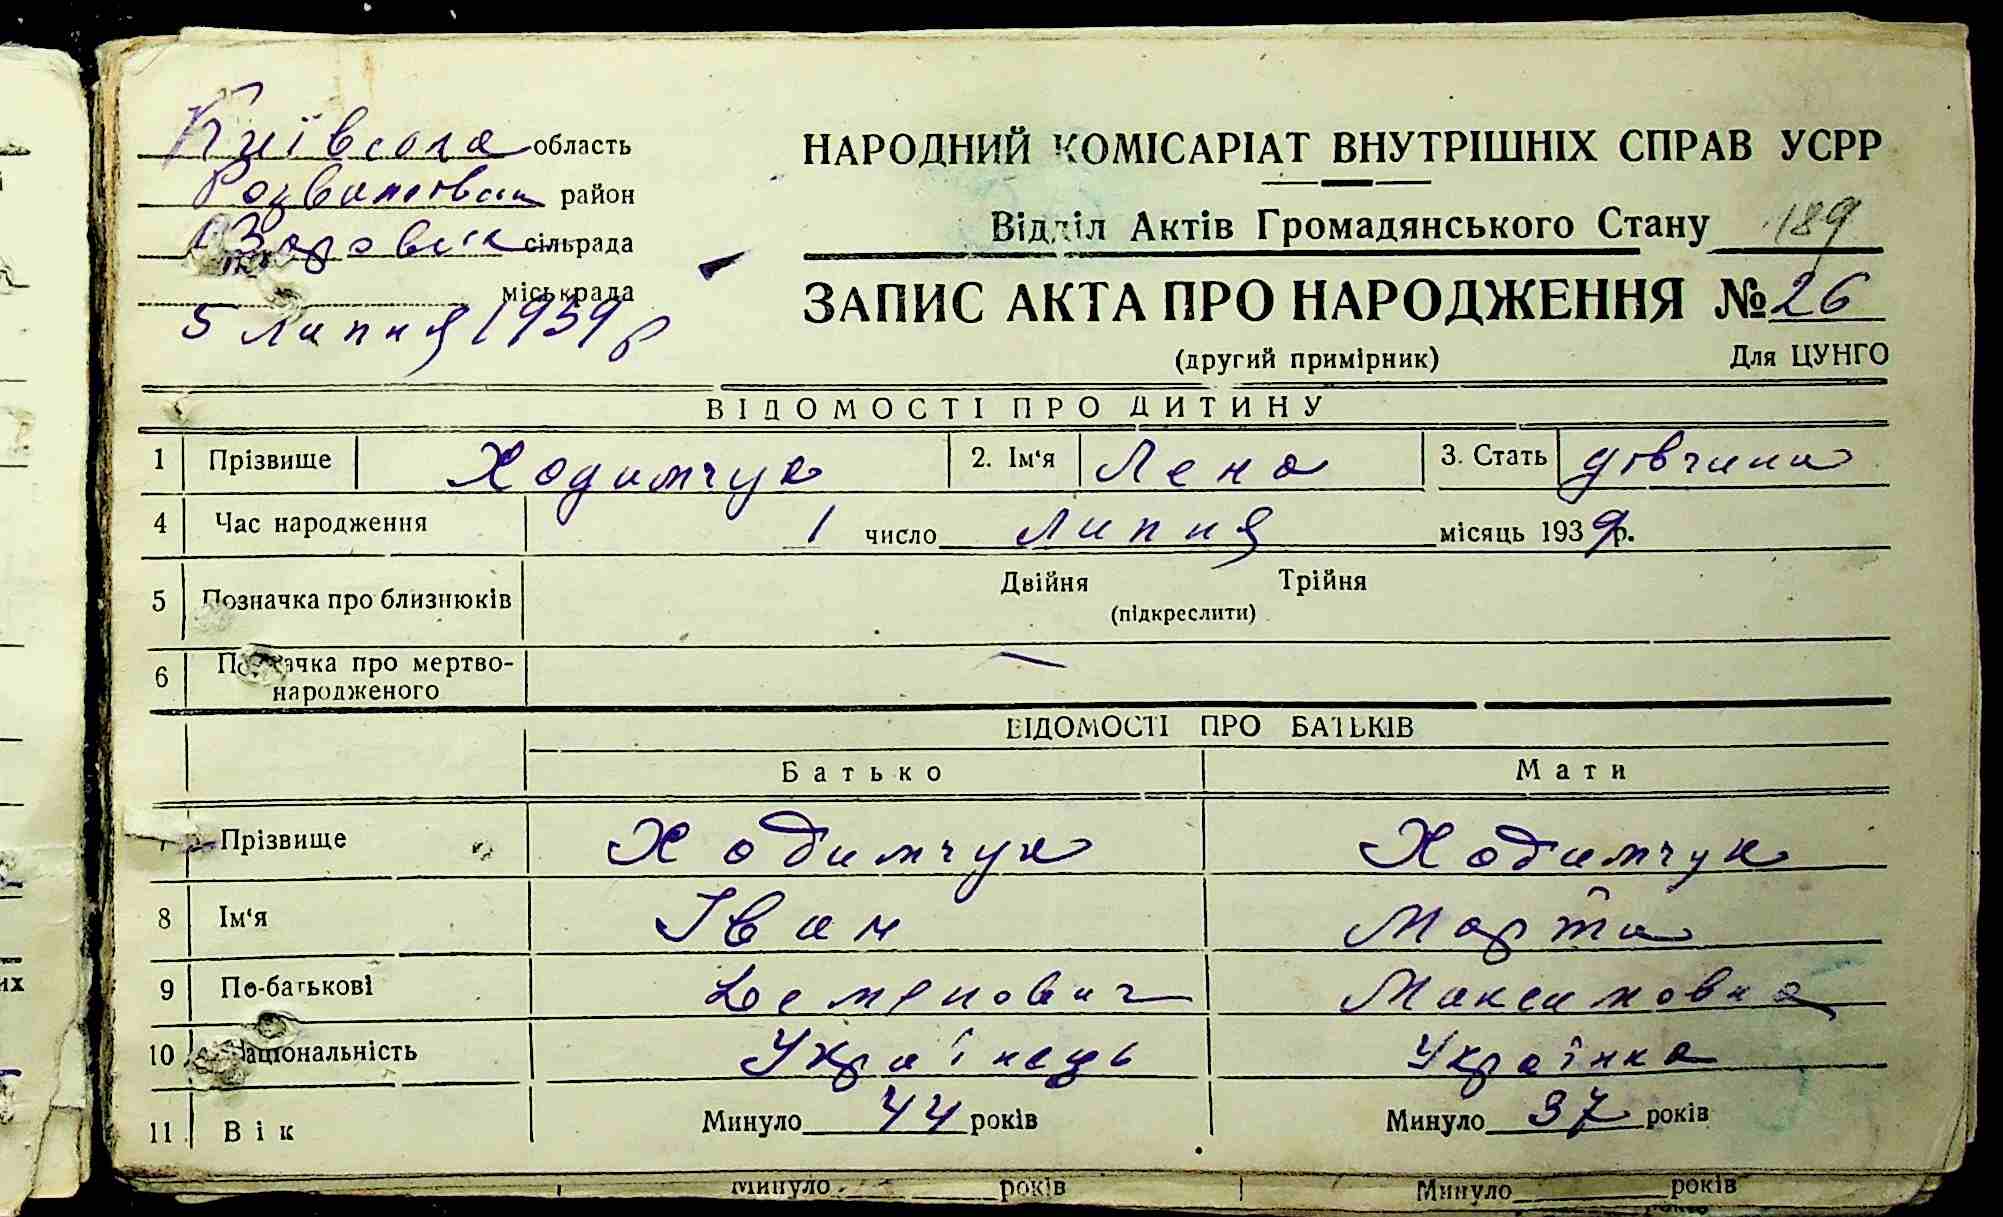 Київська область
Розважівськ район
сільрада
міськрада
5 липня 1939 р
НАРОДНИЙ КОМІСАРІАТ ВНУТРІШНІХ СПРАВ УСРР
Відділ Актів Громадянського Стану 189
ЗАПИС АКТА ПРО НАРОДЖЕННЯ № 26
(другий примірник) Для ЦУНГО
ВІДОМОСТІ ПРО ДИТИНУ
1 Прізвище Ходимчук 2. Ім'я Лена 3. Стать дівчина
4 Час народження 1 число липня місяць 1939 р.
5 Позначка про близнюків Двійня Трійня
(підкреслити)
6 Позначка про мертво-
народженого
ВІДОМОСТІ ПРО БАТЬКІВ
Батько Мати
7 Прізвище Ходимчук Ходимчук
8 Ім'я Іван Марта
9 По-батькові Семенович Максимовна
10 Національність Українець Українка
11 Вік Минуло 44 років Минуло 37 років
Минуло років Минуло років